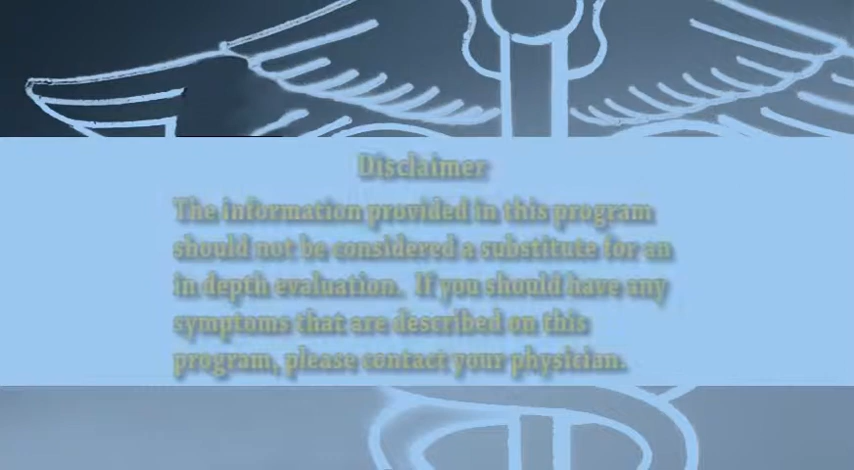 Disclaimer
The information provided in this program
should not be considered a substitute for an
in depth evaluation. If you should have any
symptoms that are described on this
program, please contact your physician.